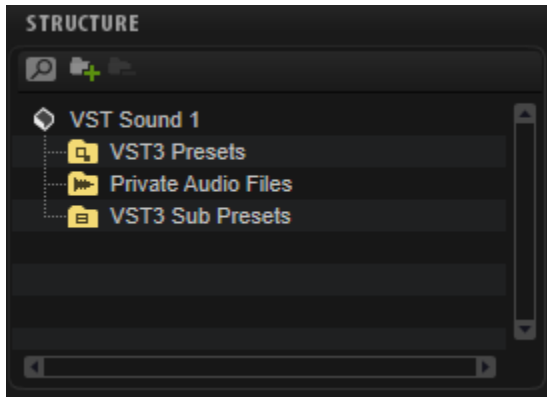 STRUCTURE
VST Sound 1
VST3 Presets
Private Audio Files
VST3 Sub Presets